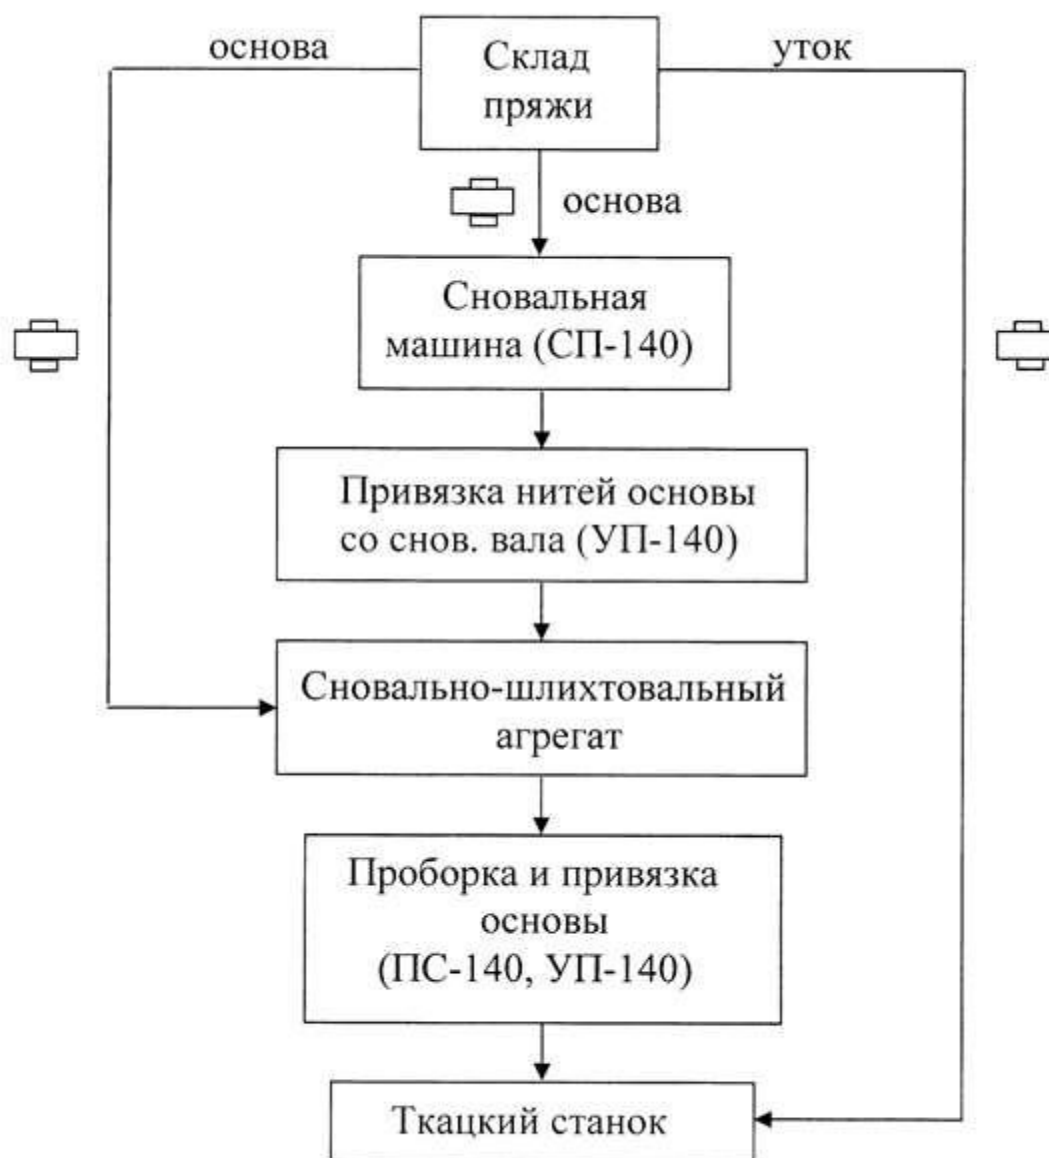 основа
Склад
пряжи
уток
основа
Сновальная
машина (СП-140)
Привязка нитей основы
со снов. вала (УП-140)
Сновально-шлихтовальный
агрегат
Проборка и привязка
основы
(ПС-140, УП-140)
Ткацкий станок